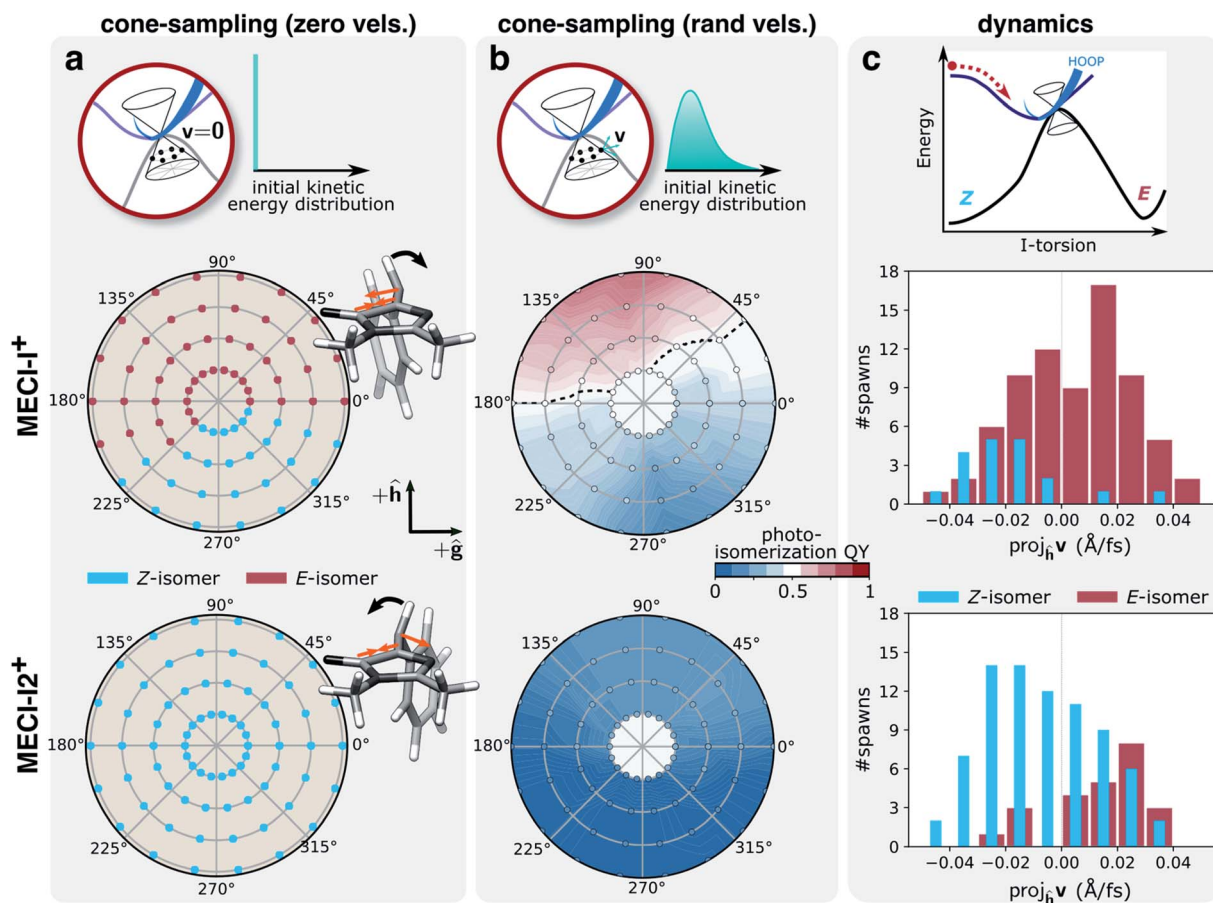 cone-sampling (zero vels.)
cone-sampling (rand vels.)
dynamics
a
v=0
initial kinetic
energy distribution
b
v
initial kinetic
energy distribution
c
HOOP
Energy
Z
E
I-torsion
MECI-I⁺
90°
135°
45°
180°
0°
225°
315°
270°
+ĥ
+ĝ
90°
135°
45°
180°
0°
225°
315°
270°
photo-
isomerization QY
0
0.5
1
18
15
12
9
6
3
0
#spawns
−0.04
−0.02
0.00
0.02
0.04
proj_ĥ v (Å/fs)
Z-isomer
E-isomer
MECI-I2⁺
90°
135°
45°
180°
0°
225°
315°
270°
90°
135°
45°
180°
0°
225°
315°
270°
Z-isomer
E-isomer
18
15
12
9
6
3
0
#spawns
−0.04
−0.02
0.00
0.02
0.04
proj_ĥ v (Å/fs)